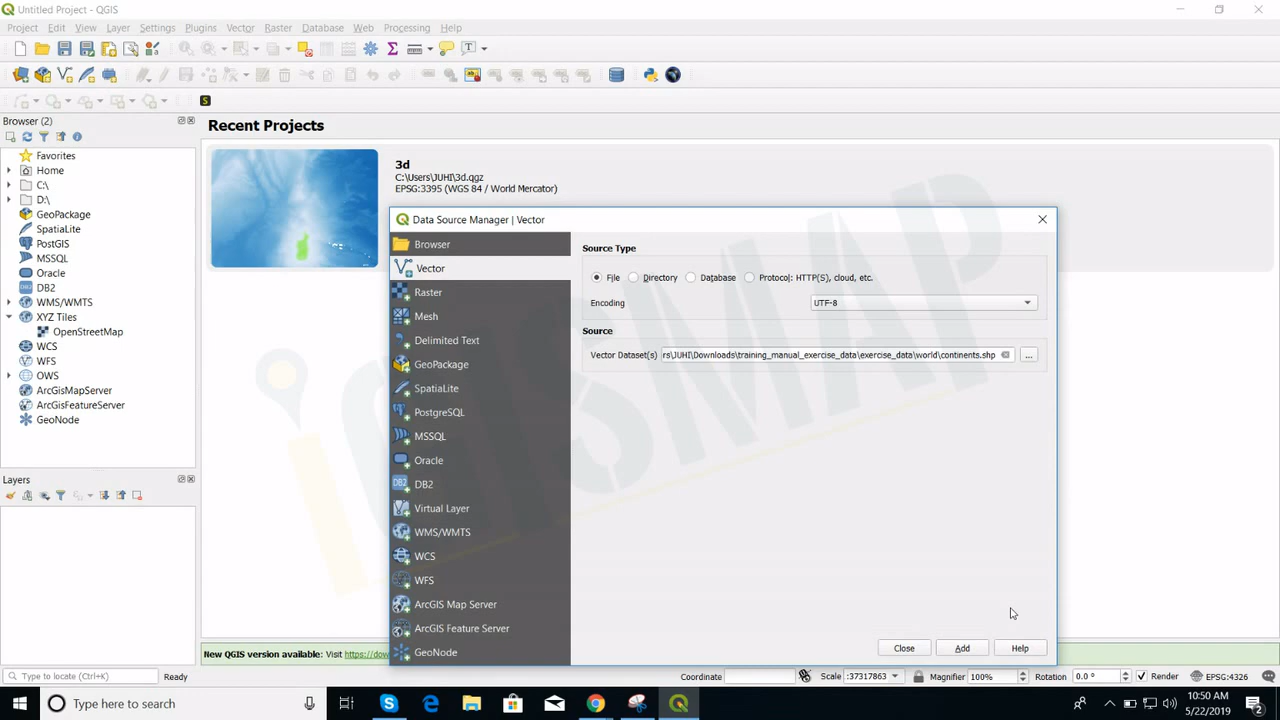 Untitled Project - QGIS
Project Edit View Layer Settings Plugins Vector Raster Database Web Processing Help
Browser (2)
Favorites
Home
C:\
D:\
GeoPackage
SpatiaLite
PostGIS
MSSQL
Oracle
DB2
WMS/WMTS
XYZ Tiles
OpenStreetMap
WCS
WFS
OWS
ArcGisMapServer
ArcGisFeatureServer
GeoNode
Layers
Recent Projects
3d
C:\Users\JUHI\3d.qgz
EPSG:3395 (WGS 84 / World Mercator)
Data Source Manager | Vector
Browser
Vector
Raster
Mesh
Delimited Text
GeoPackage
SpatiaLite
PostgreSQL
MSSQL
Oracle
DB2
Virtual Layer
WMS/WMTS
WCS
WFS
ArcGIS Map Server
ArcGIS Feature Server
GeoNode
Source Type
File Directory Database Protocol: HTTP(S), cloud, etc.
Encoding UTF-8
Source
Vector Dataset(s) rs\JUHI\Downloads\training_manual_exercise_data\exercise_data\world\continents.shp ...
Close Add Help
IGISMAP
New QGIS version available: Visit https://dow
Type to locate (Ctrl+K) Ready Coordinate Scale :37317863 Magnifier 100% Rotation 0.0 ° Render EPSG:4326
Type here to search
10:50 AM
5/22/2019
2